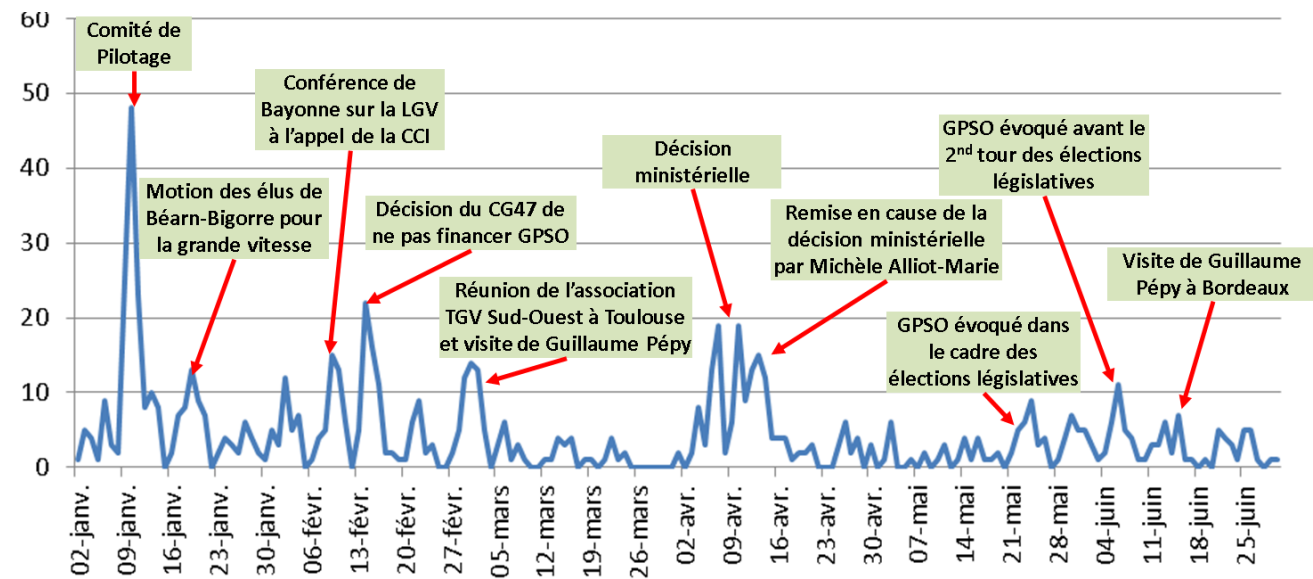 60
50
40
30
20
10
0
Comité de
Pilotage
Motion des élus de
Béarn-Bigorre pour
la grande vitesse
Conférence de
Bayonne sur la LGV
à l'appel de la CCI
Décision du CG47 de
ne pas financer GPSO
Réunion de l'association
TGV Sud-Ouest à Toulouse
et visite de Guillaume Pépy
Décision
ministérielle
Remise en cause de la
décision ministérielle
par Michèle Alliot-Marie
GPSO évoqué dans
le cadre des
élections législatives
GPSO évoqué avant le
2nd tour des élections
législatives
Visite de Guillaume
Pépy à Bordeaux
02-janv.
09-janv.
16-janv.
23-janv.
30-janv.
06-févr.
13-févr.
20-févr.
27-févr.
05-mars
12-mars
19-mars
26-mars
02-avr.
09-avr.
16-avr.
23-avr.
30-avr.
07-mai
14-mai
21-mai
28-mai
04-juin
11-juin
18-juin
25-juin